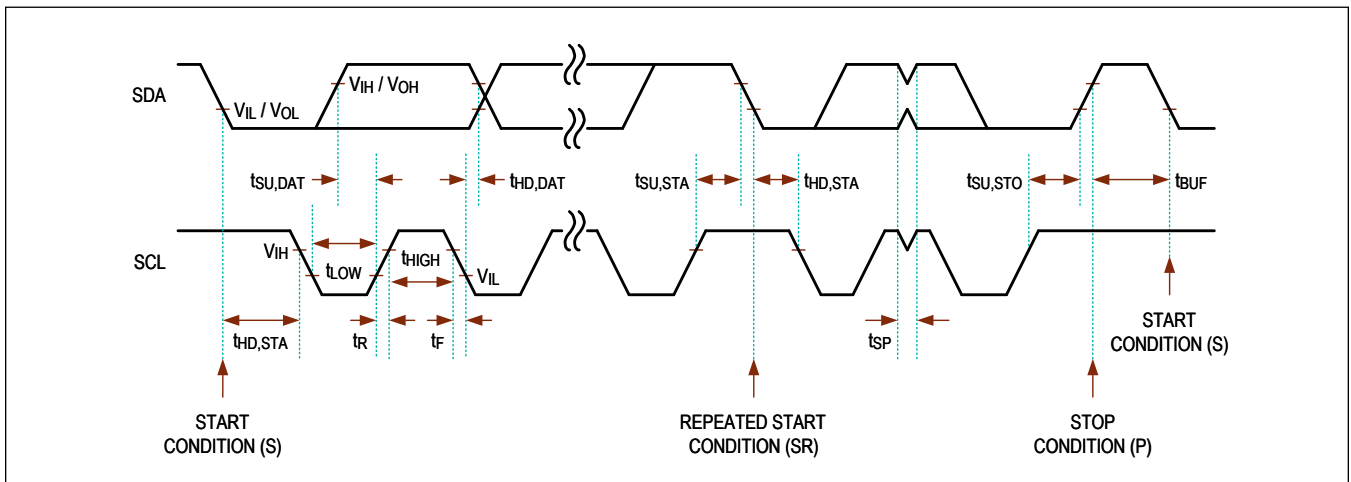 SDA
VIL / VOL
VIH / VOH
tSU,DAT
tHD,DAT
tSU,STA
tHD,STA
tSU,STO
tBUF
SCL
VIH
tLOW
tHIGH
VIL
tHD,STA
tR
tF
tSP
START
CONDITION (S)
START
CONDITION (S)
REPEATED START
CONDITION (SR)
STOP
CONDITION (P)